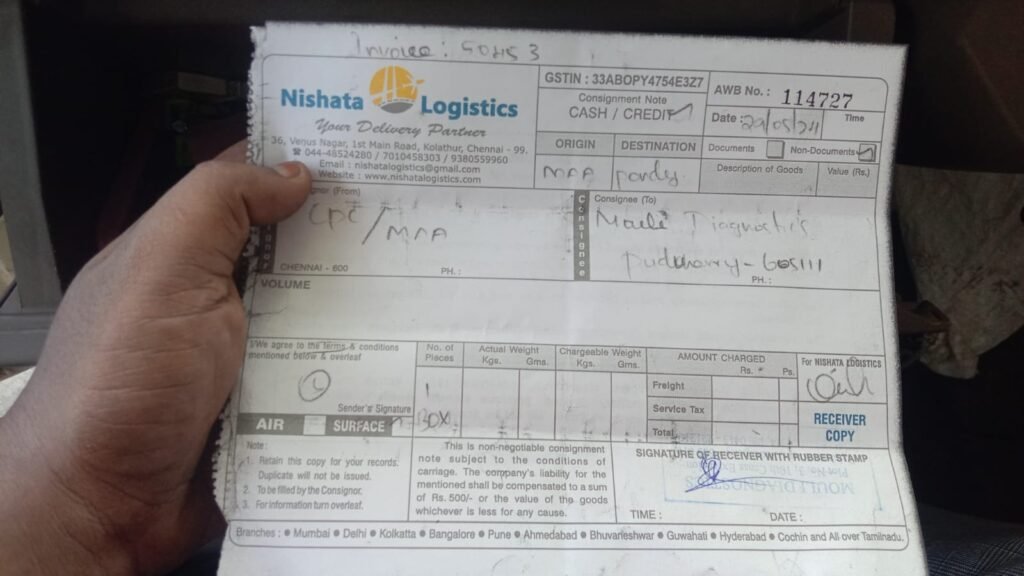 Invoice : 50453
Nishata Logistics
Your Delivery Partner
36, Venus Nagar, 1st Main Road, Kolathur, Chennai - 99.
☎ 044-48524280 / 7010458303 / 9380559960
Email : nishatalogistics@gmail.com
Website : www.nishatalogistics.com
GSTIN : 33ABOPY4754E3Z7
Consignment Note
CASH / CREDIT
AWB No. : 114727
Date : 29/05/24 Time
ORIGIN DESTINATION
MAA pondy
Documents Non-Documents
Description of Goods Value (Rs.)
gnor (From)
CPC/MAA
CHENNAI - 600 PH. :
Consignee
Consignee (To)
Mouli Diagnostics
Puducherry - 605111
PH. :
VOLUME
I/We agree to the terms & conditions
mentioned below & overleaf
Sender's Signature
AIR SURFACE
No. of Pieces
1
BOX
Actual Weight
Kgs. Gms.
Chargeable Weight
Kgs. Gms.
AMOUNT CHARGED
Rs. Ps.
Freight
Service Tax
Total
For NISHATA LOGISTICS
RECEIVER COPY
Note :
1. Retain this copy for your records.
Duplicate will not be issued.
2. To be filled by the Consignor.
3. For information turn overleaf.
This is non-negotiable consignment
note subject to the conditions of
carriage. The company's liability for the
mentioned shall be compensated to a sum
of Rs. 500/- or the value of the goods
whichever is less for any cause.
SIGNATURE OF RECEIVER WITH RUBBER STAMP
MOULI DIAGNOSTICS
TIME : DATE :
Branches : ● Mumbai ● Delhi ● Kolkatta ● Bangalore ● Pune ● Ahmedabad ● Bhuvarieshwar ● Guwahati ● Hyderabad ● Cochin and All over Tamilnadu.